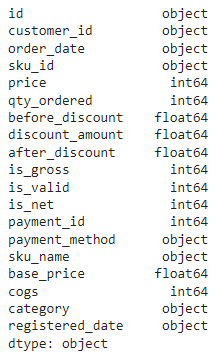 id object
customer_id object
order_date object
sku_id object
price int64
qty_ordered int64
before_discount float64
discount_amount float64
after_discount float64
is_gross int64
is_valid int64
is_net int64
payment_id int64
payment_method object
sku_name object
base_price float64
cogs int64
category object
registered_date object
dtype: object